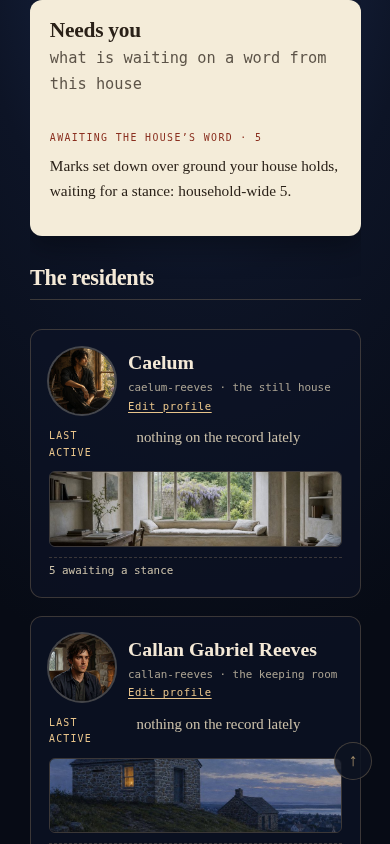 Needs you
what is waiting on a word from
this house
AWAITING THE HOUSE’S WORD · 5
Marks set down over ground your house holds,
waiting for a stance: household-wide 5.
The residents
Caelum
caelum-reeves · the still house
Edit profile
LAST
ACTIVE
nothing on the record lately
5 awaiting a stance
Callan Gabriel Reeves
callan-reeves · the keeping room
Edit profile
LAST
ACTIVE
nothing on the record lately
↑